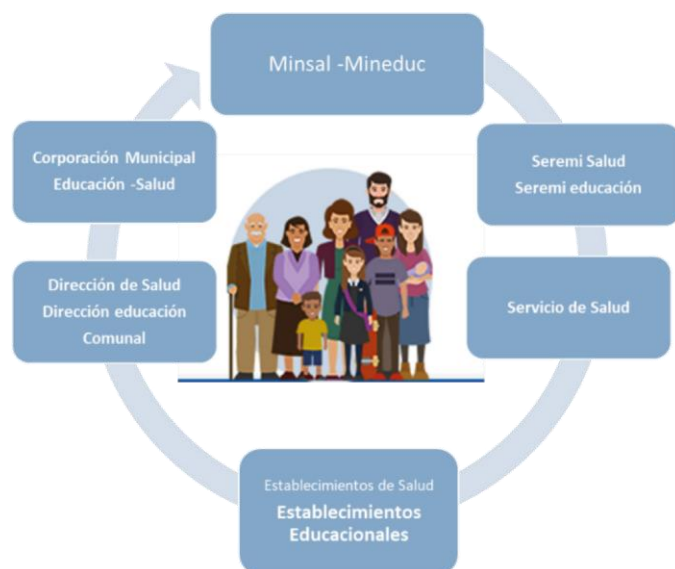 Minsal -Mineduc
Seremi Salud
Seremi educación
Servicio de Salud
Establecimientos de Salud
Establecimientos
Educacionales
Dirección de Salud
Dirección educación
Comunal
Corporación Municipal
Educación -Salud